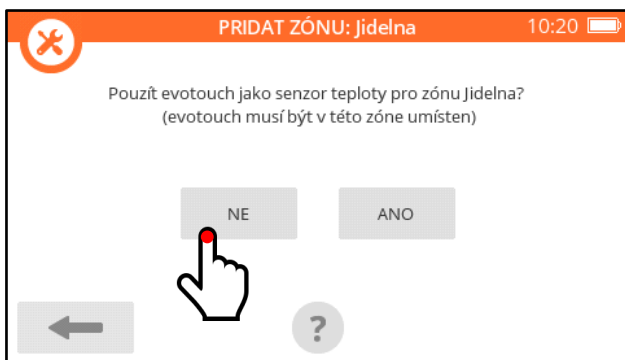 PRIDAT ZÓNU: Jidelna
10:20
Použít evotouch jako senzor teploty pro zónu Jidelna?
(evotouch musí být v této zóne umísten)
NE
ANO
?